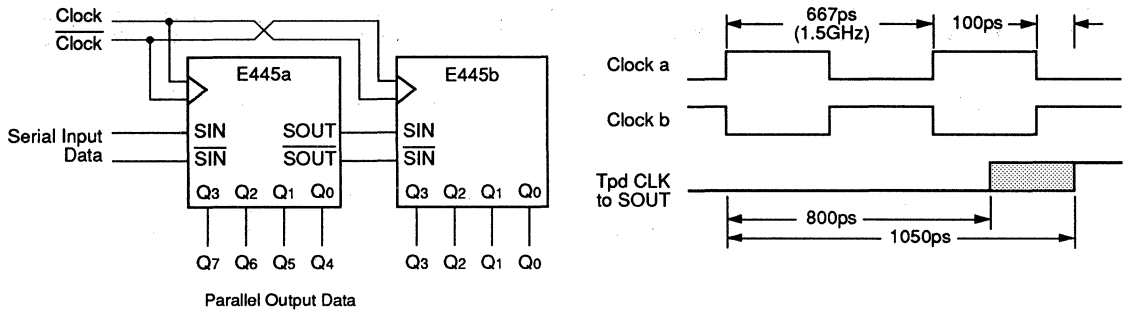 Clock
Clock
E445a
E445b
Serial Input
Data
SIN
SOUT
SIN
SIN
SOUT
SIN
Q3 Q2 Q1 Q0
Q3 Q2 Q1 Q0
Q7 Q6 Q5 Q4
Q3 Q2 Q1 Q0
Parallel Output Data
667ps
(1.5GHz)
100ps
Clock a
Clock b
Tpd CLK
to SOUT
800ps
1050ps